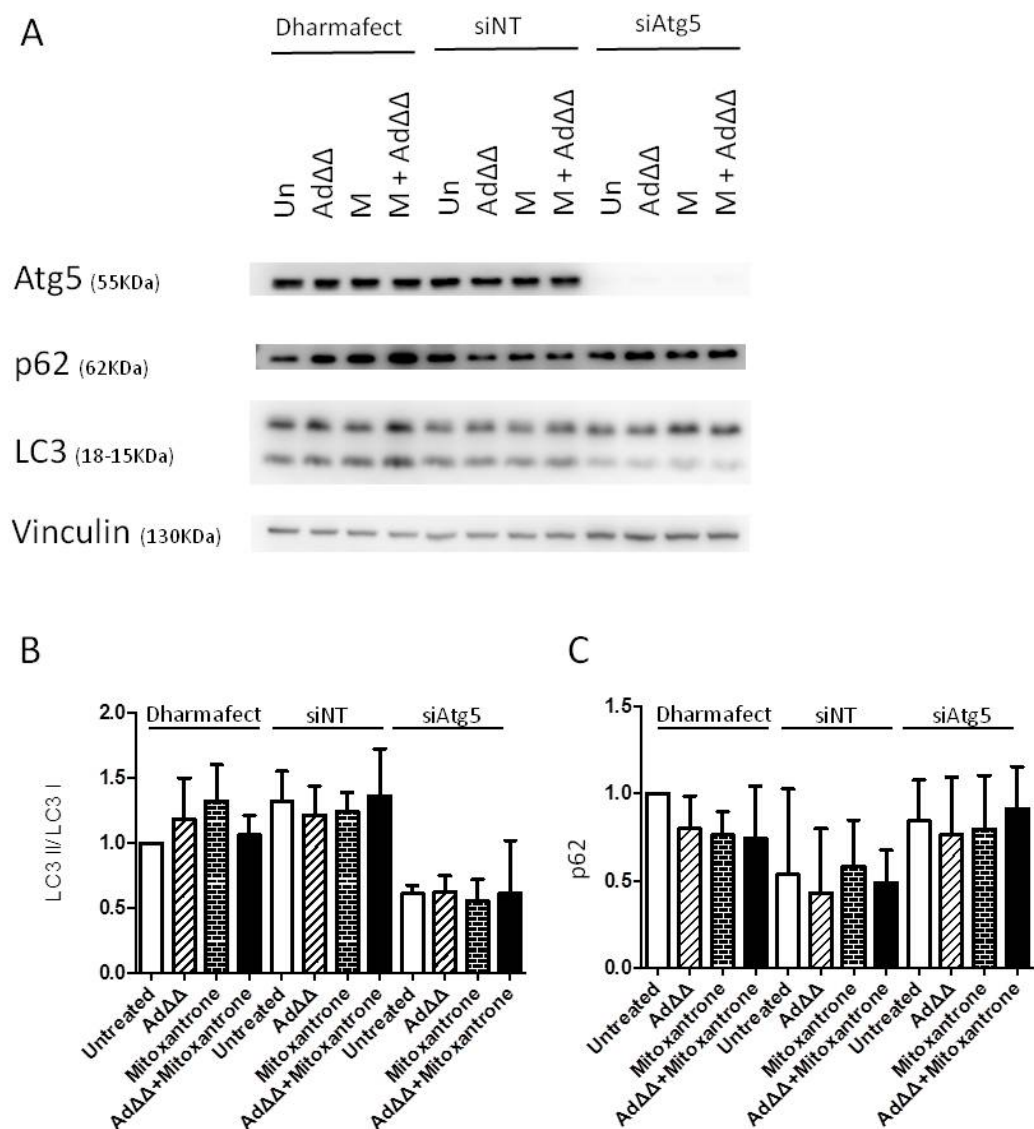 A
Dharmafect siNT siAtg5
Un AdΔΔ M M + AdΔΔ Un AdΔΔ M M + AdΔΔ Un AdΔΔ M M + AdΔΔ
Atg5 (55KDa)
p62 (62KDa)
LC3 (18-15KDa)
Vinculin (130KDa)
B
Dharmafect siNT siAtg5
LC3 II/LC3 I
2.0
1.5
1.0
0.5
0.0
Untreated
AdΔΔ
Mitoxantrone
AdΔΔ+Mitoxantrone
Untreated
AdΔΔ
Mitoxantrone
AdΔΔ+Mitoxantrone
Untreated
AdΔΔ
Mitoxantrone
AdΔΔ+Mitoxantrone
C
Dharmafect siNT siAtg5
p62
1.5
1.0
0.5
0.0
Untreated
AdΔΔ
Mitoxantrone
AdΔΔ+Mitoxantrone
Untreated
AdΔΔ
Mitoxantrone
AdΔΔ+Mitoxantrone
Untreated
AdΔΔ
Mitoxantrone
AdΔΔ+Mitoxantrone